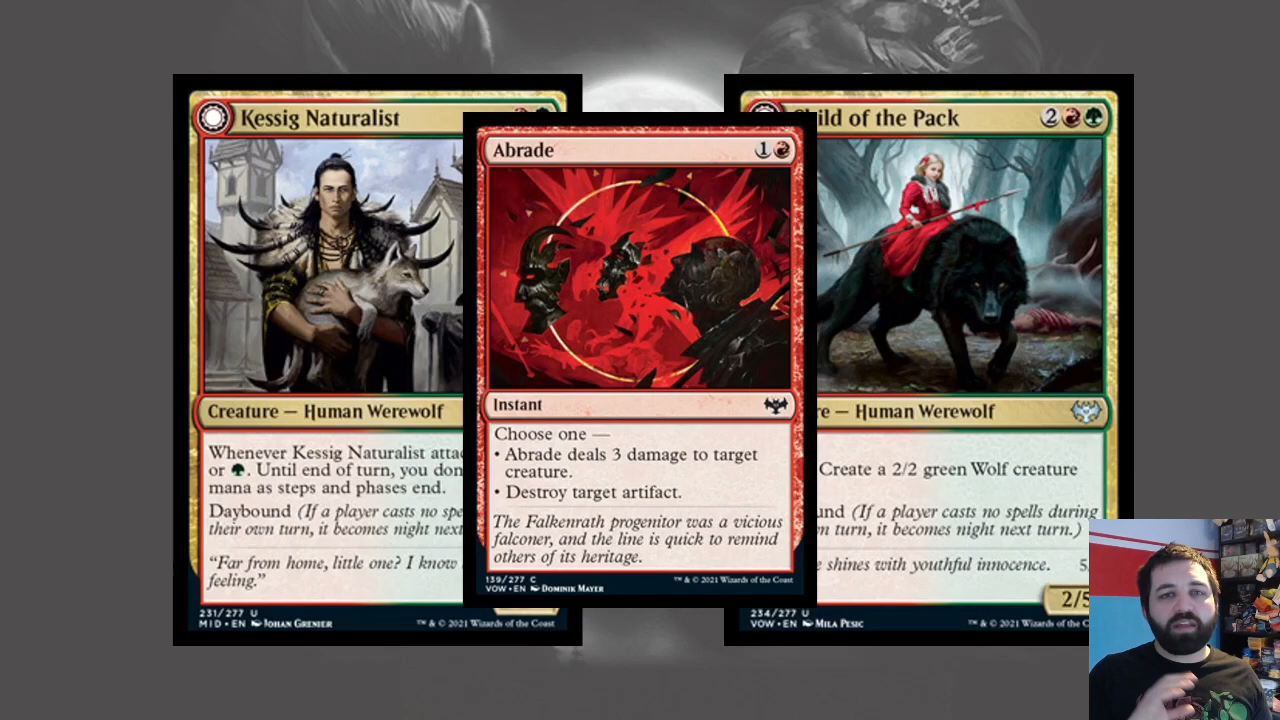 Kessig Naturalist
Creature — Human Werewolf
Whenever Kessig Naturalist
or . Until end of turn, you
mana as steps and phases end.
Daybound (If a player casts no
their own turn, it becomes night next
"Far from home, little one? I know
feeling."
231/277 U
MID • EN JOHAN GRENIER
™ & © 2021 Wizards of the Coast
Abrade
1
Instant
Choose one —
• Abrade deals 3 damage to target
creature.
• Destroy target artifact.
The Falkenrath progenitor was a vicious
falconer, and the line is quick to remind
others of its heritage.
139/277 C
VOW • EN DOMINIK MAYER
™ & © 2021 Wizards of the Coast
of the Pack
2
— Human Werewolf
Create a 2/2 green Wolf creature
(If a player casts no spells during
turn, it becomes night next turn.)
shines with youthful innocence.
2/5
234/277 U
VOW • EN MILA PESIC
™ & © 2021 Wizards of the